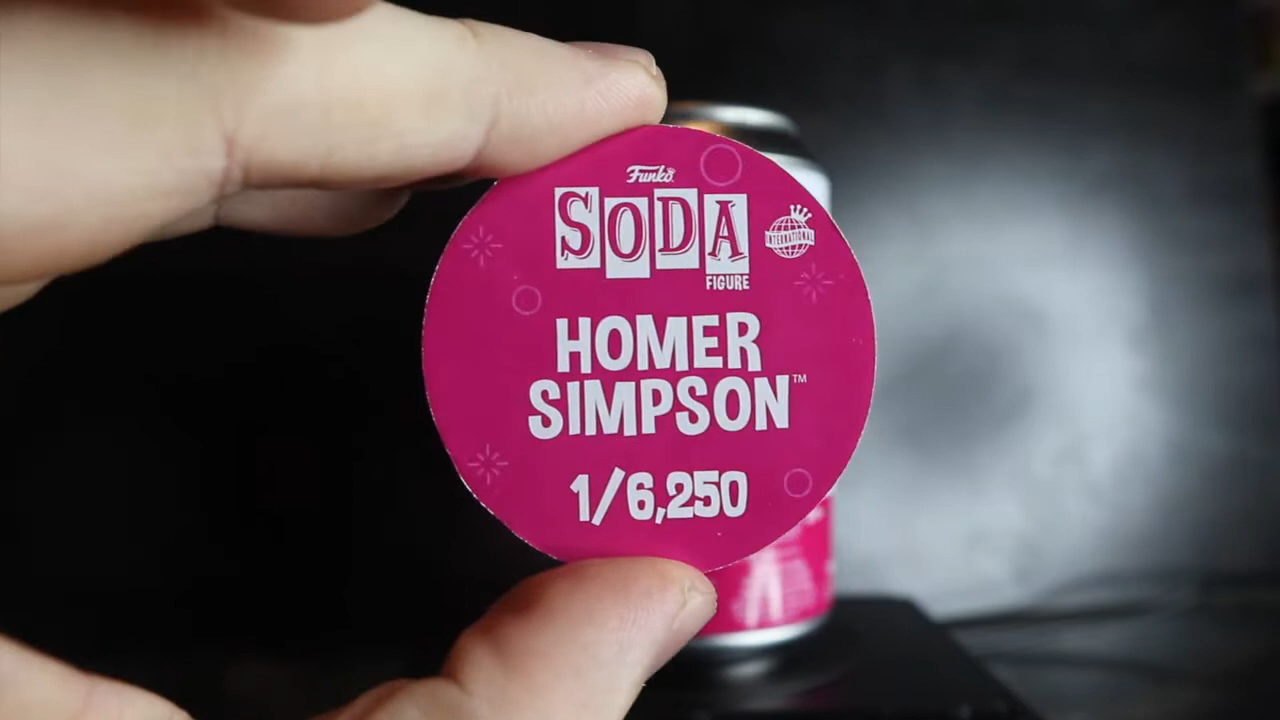 Funko
SODA
INTERNATIONAL
FIGURE
HOMER
SIMPSON™
1/6,250